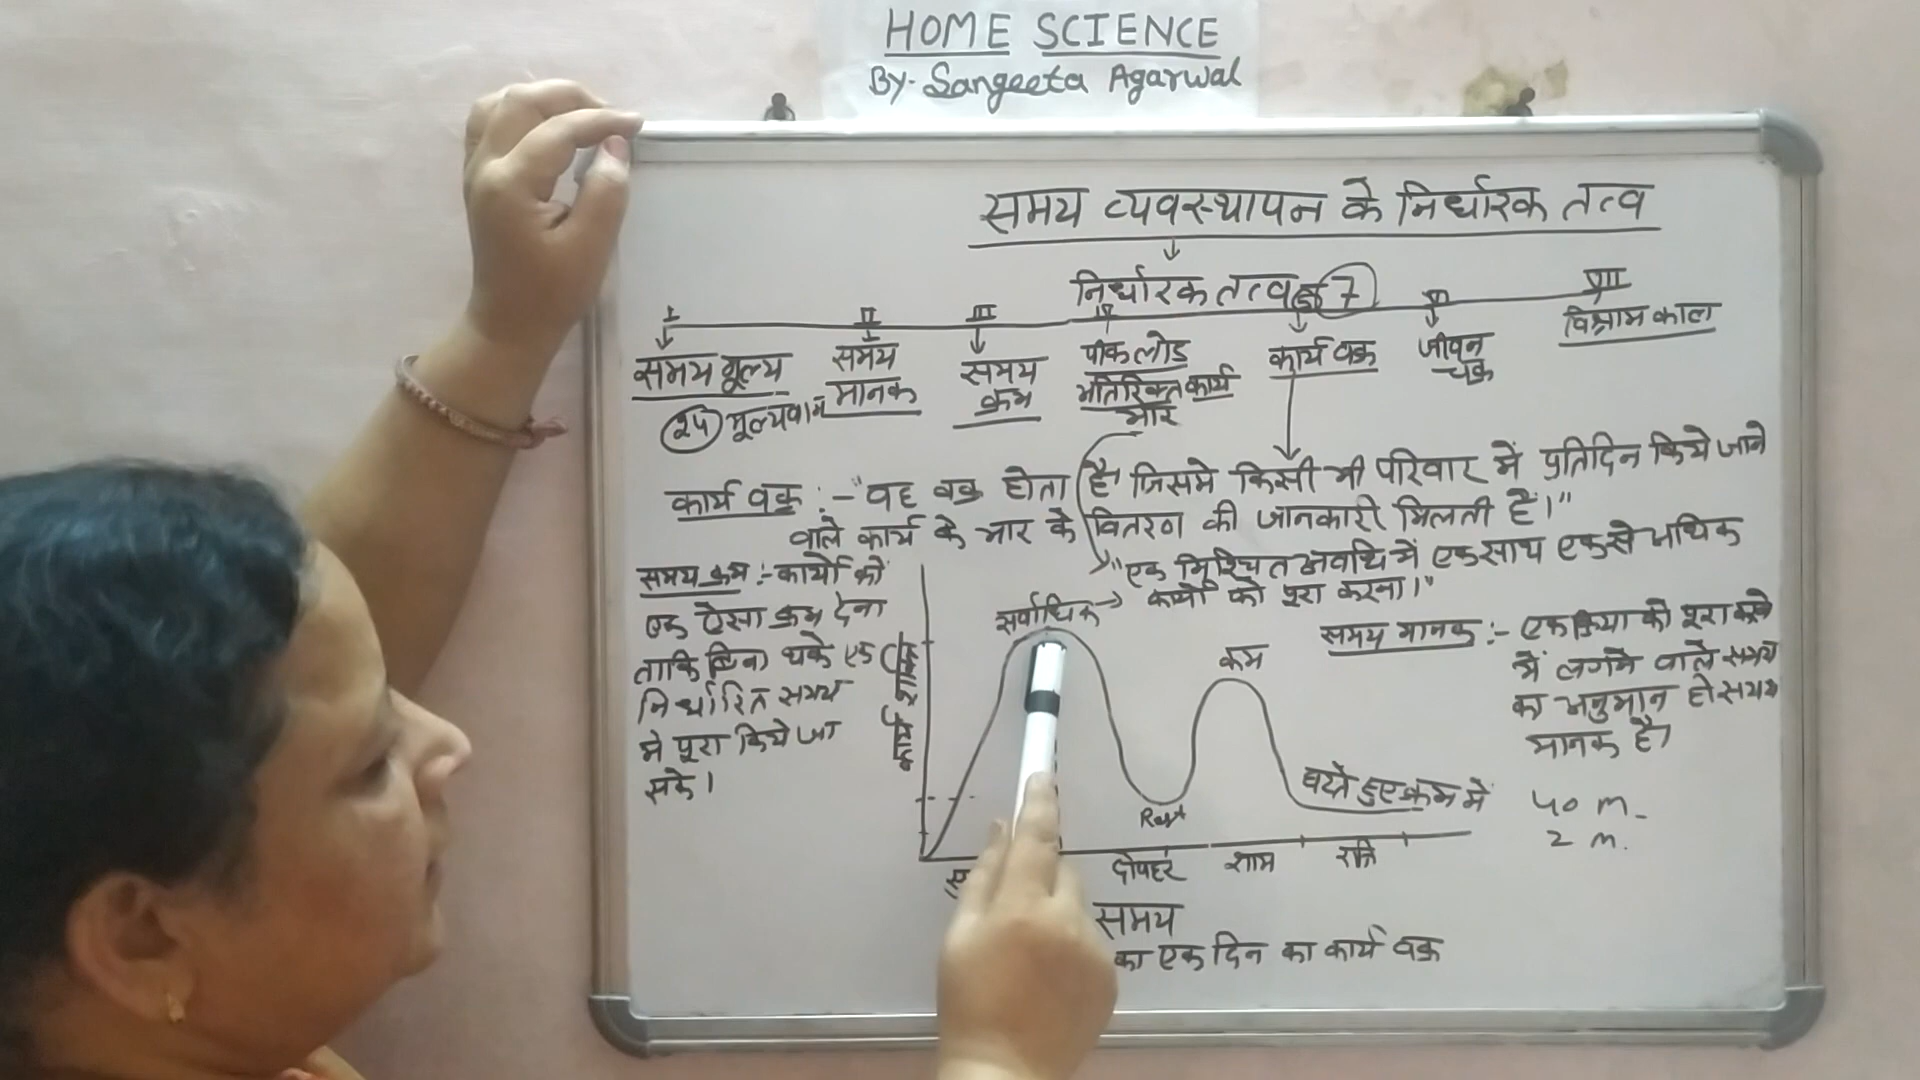 HOME SCIENCE
By- Sangeeta Agarwal
समय व्यवस्थापन के निर्धारक तत्व
निर्धारक तत्व 7
I II III IV VI VII
समय मूल्य
24 मूल्यवान
समय
मानक
समय
क्रम
पीक लोड
अतिरिक्त कार्य
भार
कार्य वक्र
जीवन
चक्र
विश्राम काल
कार्य वक्र :- "वह वक्र होता है जिसमे किसी भी परिवार में प्रतिदिन किये जाने
वाले कार्य के भार के वितरण की जानकारी मिलती है।"
"एक निश्चित अवधि में एक साथ एक से अधिक
कार्यो को पूरा करना।"
समय क्रम :- कार्यो को
एक ऐसा क्रम देना
ताकि बिना थके एक
निर्धारित समय
मे पूरा किये जा
सके।
सर्वाधिक
कम
Rest
घटते हुए क्रम में
दोपहर शाम रात्रि
समय
का एक दिन का कार्य वक्र
समय मानक :- एक क्रिया को पूरा करने
में लगने वाले समय
का अनुमान ही समय
मानक है।
40 m.
2 m.